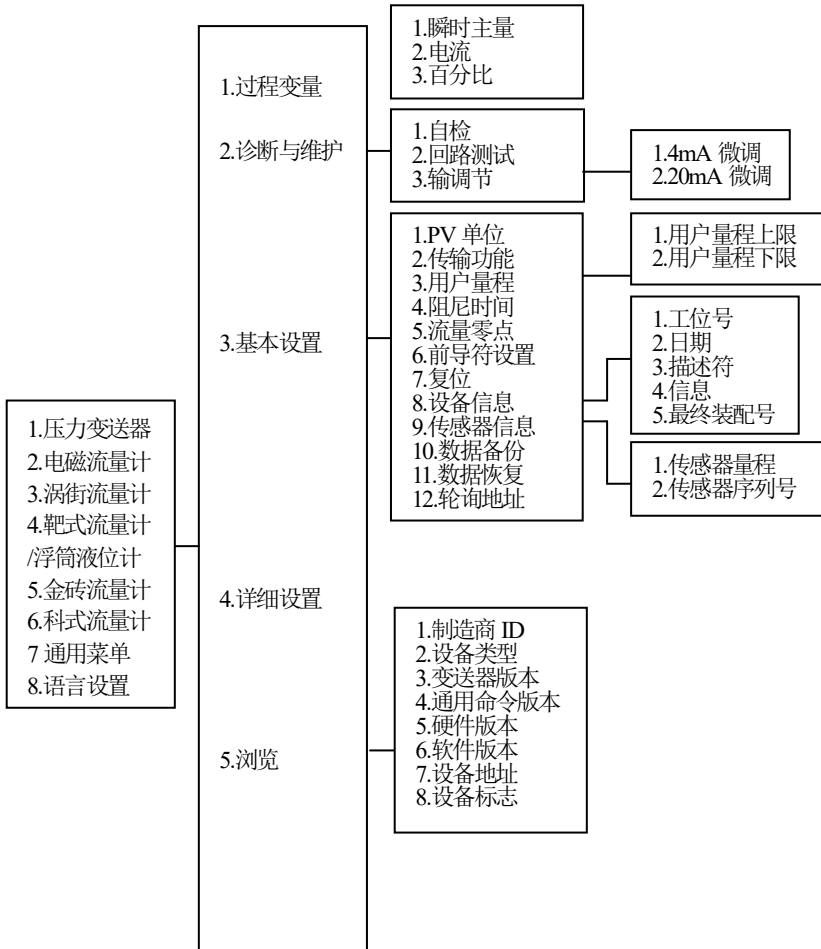 1.压力变送器
2.电磁流量计
3.涡街流量计
4.靶式流量计
/浮筒液位计
5.金砖流量计
6.科式流量计
7 通用菜单
8.语言设置
1.过程变量
2.诊断与维护
3.基本设置
4.详细设置
5.浏览
1.瞬时主量
2.电流
3.百分比
1.自检
2.回路测试
3.输调节
1.4mA 微调
2.20mA 微调
1.PV 单位
2.传输功能
3.用户量程
4.阻尼时间
5.流量零点
6.前导符设置
7.复位
8.设备信息
9.传感器信息
10.数据备份
11.数据恢复
12.轮询地址
1.用户量程上限
2.用户量程下限
1.工位号
2.日期
3.描述符
4.信息
5.最终装配号
1.传感器量程
2.传感器序列号
1.制造商 ID
2.设备类型
3.变送器版本
4.通用命令版本
5.硬件版本
6.软件版本
7.设备地址
8.设备标志